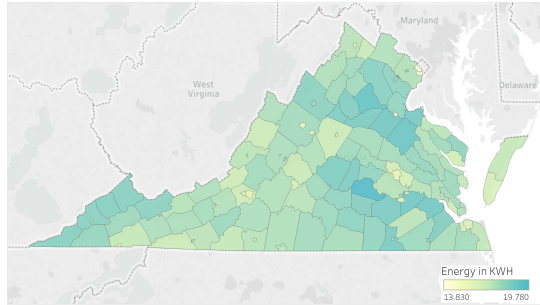 Maryland
West
Virginia
Delaware
Energy in KWH
13.830 19.780